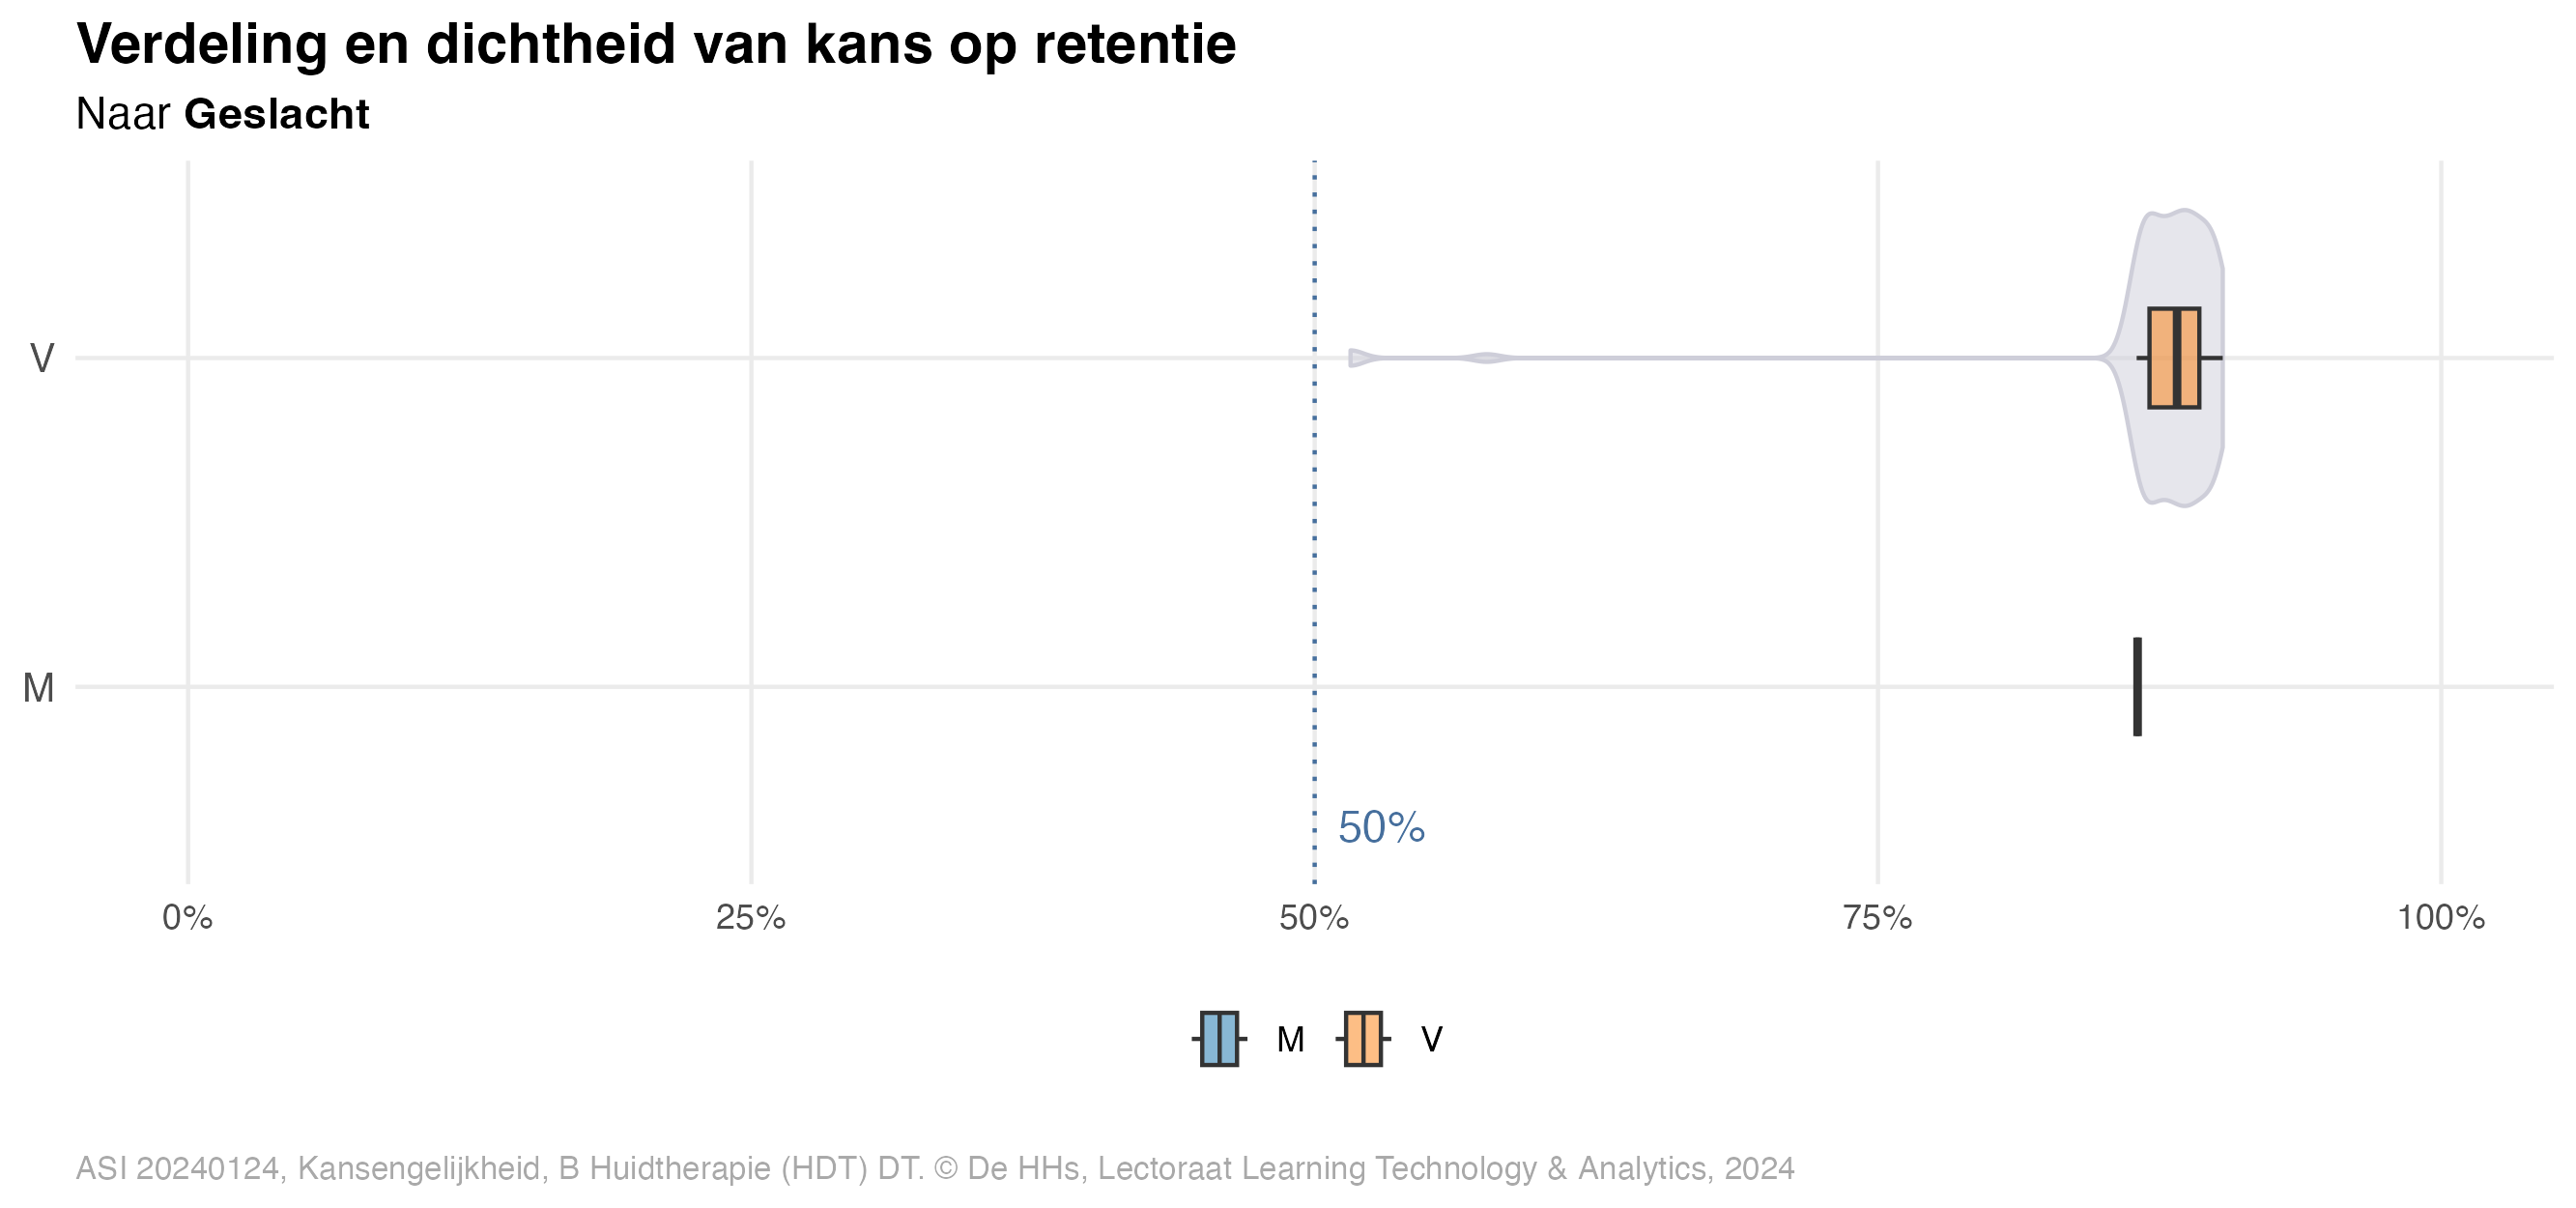 Verdeling en dichtheid van kans op retentie
Naar Geslacht
V
M
50%
0% 25% 50% 75% 100%
M V
ASI 20240124, Kansengelijkheid, B Huidtherapie (HDT) DT. © De HHs, Lectoraat Learning Technology & Analytics, 2024